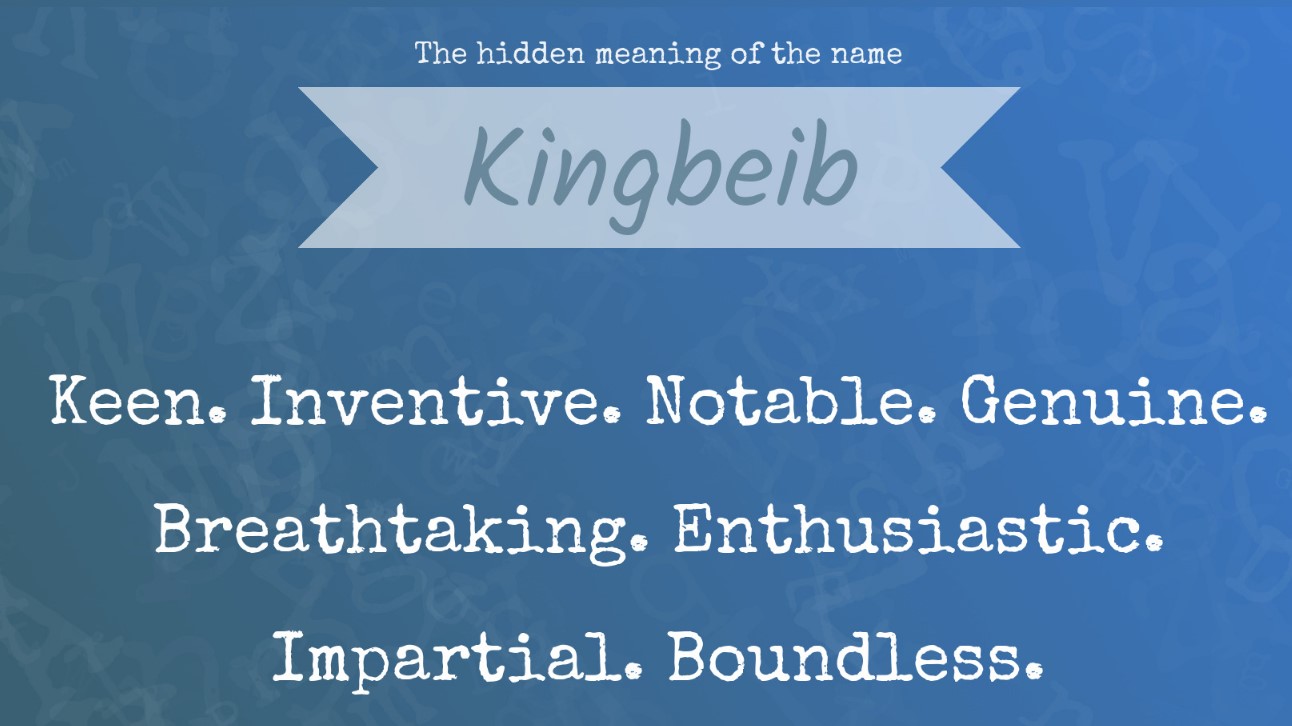 The hidden meaning of the name
Kingbeib
Keen. Inventive. Notable. Genuine.
Breathtaking. Enthusiastic.
Impartial. Boundless.